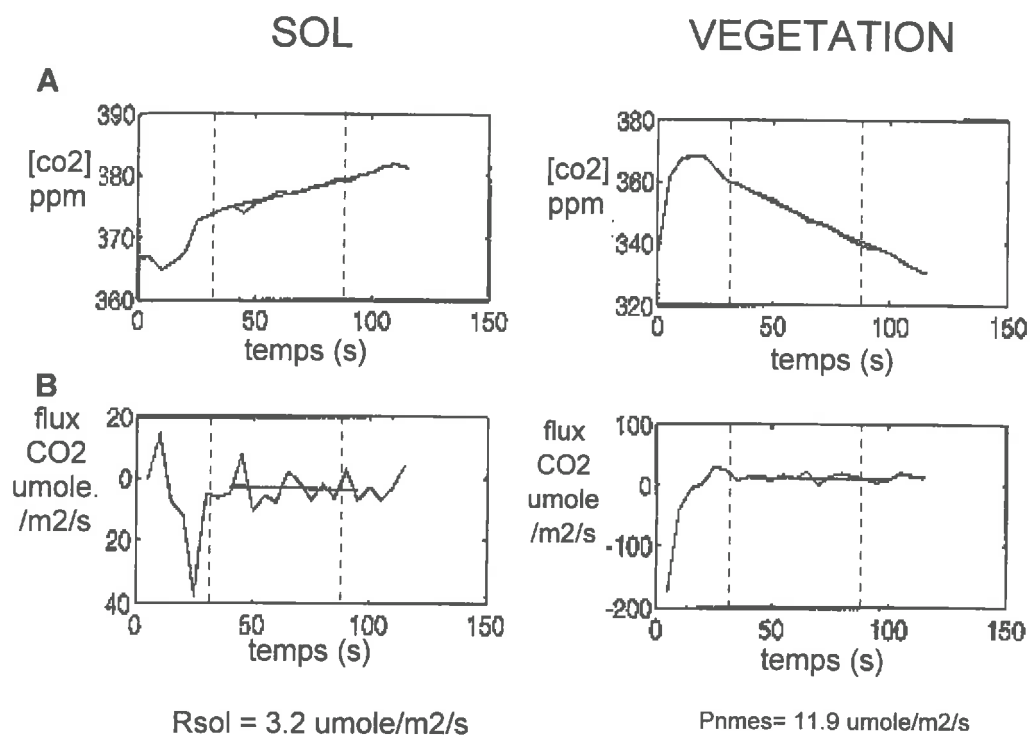 SOL
VEGETATION
A
390
380
370
360
[co2]
ppm
0
50
100
150
temps (s)
380
360
340
320
[co2]
ppm
0
50
100
150
temps (s)
B
flux
CO2
umole.
/m2/s
20
0
20
40
0
50
100
150
temps (s)
flux
CO2
umole
/m2/s
100
0
-100
-200
0
50
100
150
temps (s)
Rsol = 3.2 umole/m2/s
Pnmes= 11.9 umole/m2/s